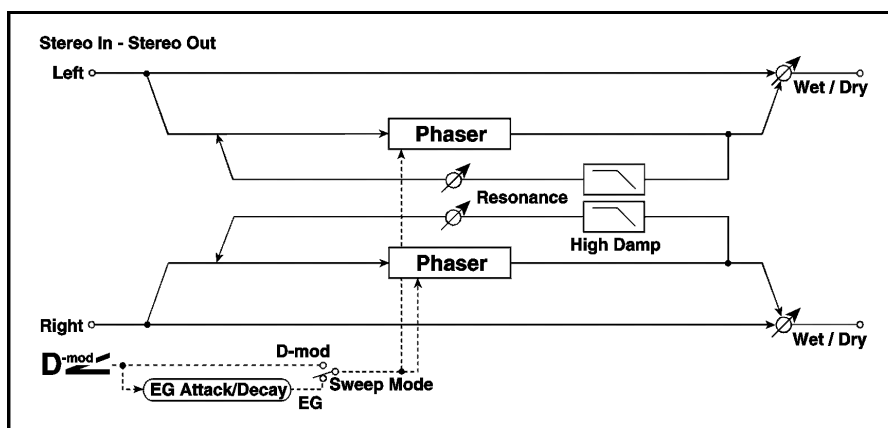 Stereo In - Stereo Out
Left
Wet / Dry
Phaser
Resonance
High Damp
Phaser
Right
Wet / Dry
D-mod
D-mod
Sweep Mode
EG Attack/Decay
EG